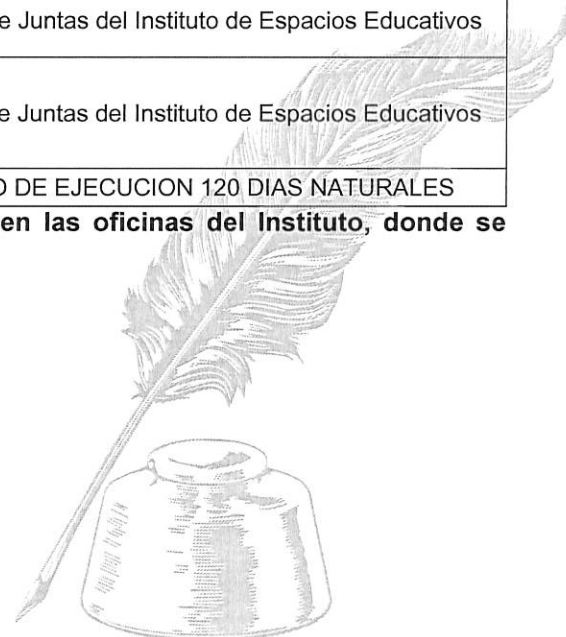 e Juntas del Instituto de Espacios Educativos
e Juntas del Instituto de Espacios Educativos
O DE EJECUCION 120 DIAS NATURALES
en las oficinas del Instituto, donde se